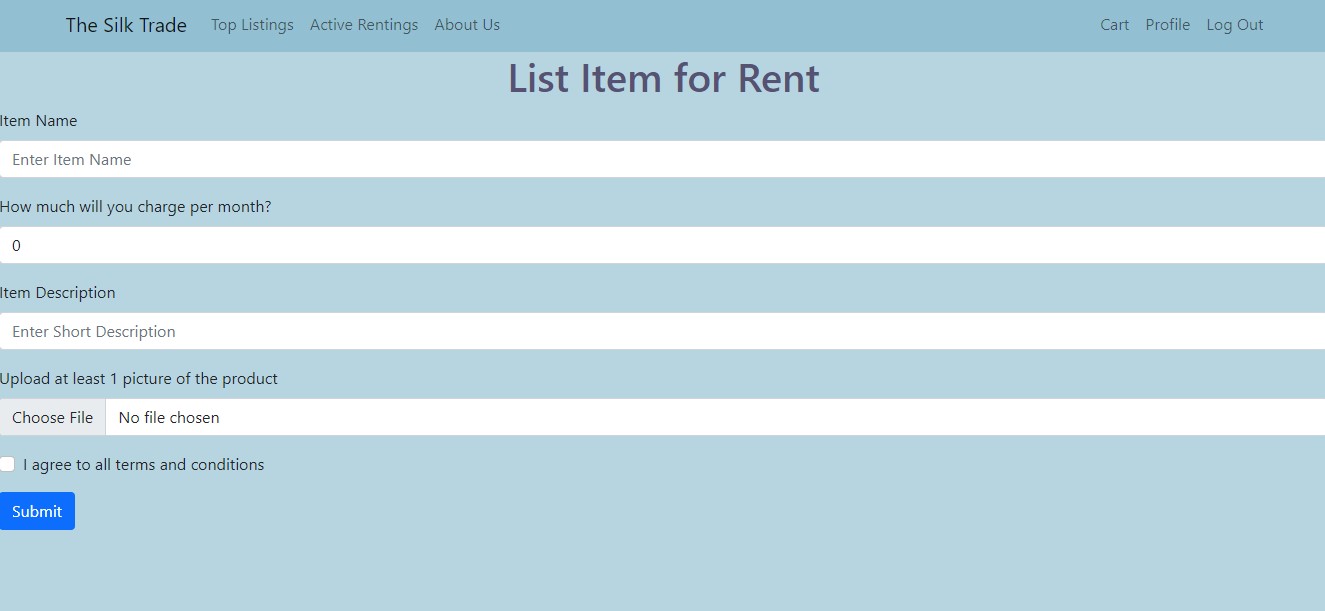 The Silk Trade Top Listings Active Rentings About Us Cart Profile Log Out
List Item for Rent
Item Name
Enter Item Name
How much will you charge per month?
0
Item Description
Enter Short Description
Upload at least 1 picture of the product
Choose File No file chosen
I agree to all terms and conditions
Submit